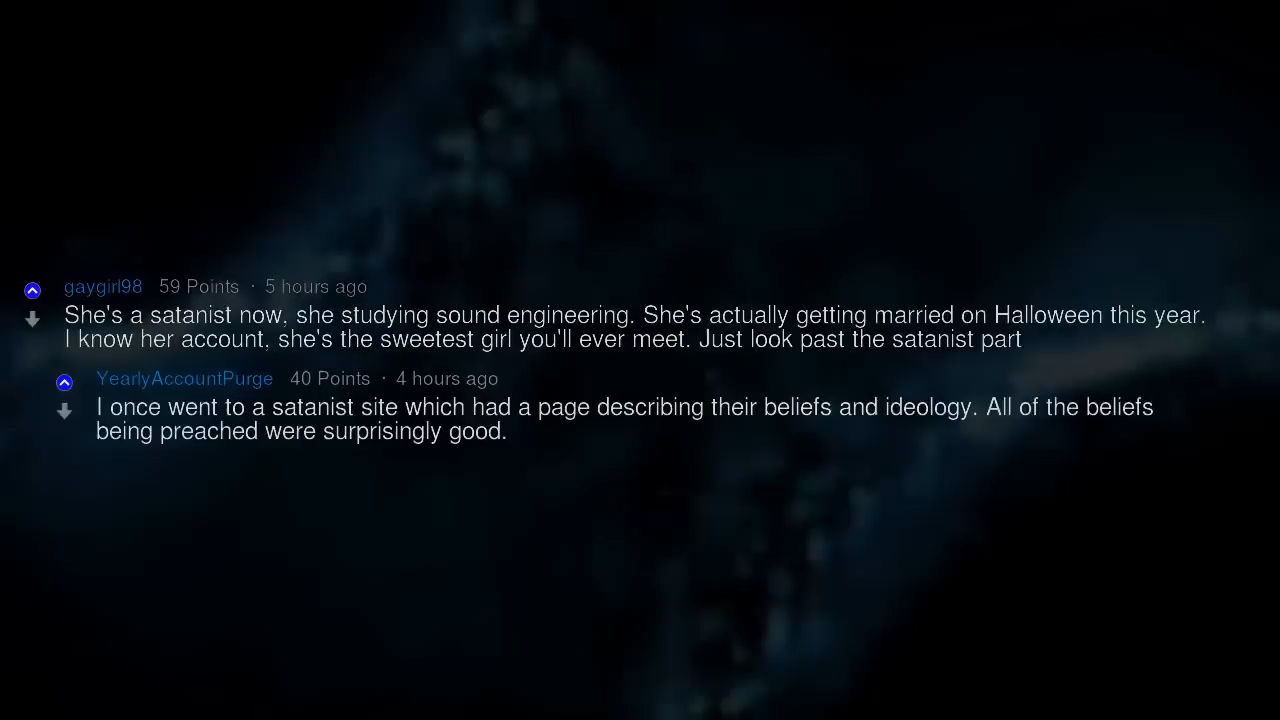 gaygirl98 59 Points · 5 hours ago
She's a satanist now, she studying sound engineering. She's actually getting married on Halloween this year.
I know her account, she's the sweetest girl you'll ever meet. Just look past the satanist part
YearlyAccountPurge 40 Points · 4 hours ago
I once went to a satanist site which had a page describing their beliefs and ideology. All of the beliefs
being preached were surprisingly good.